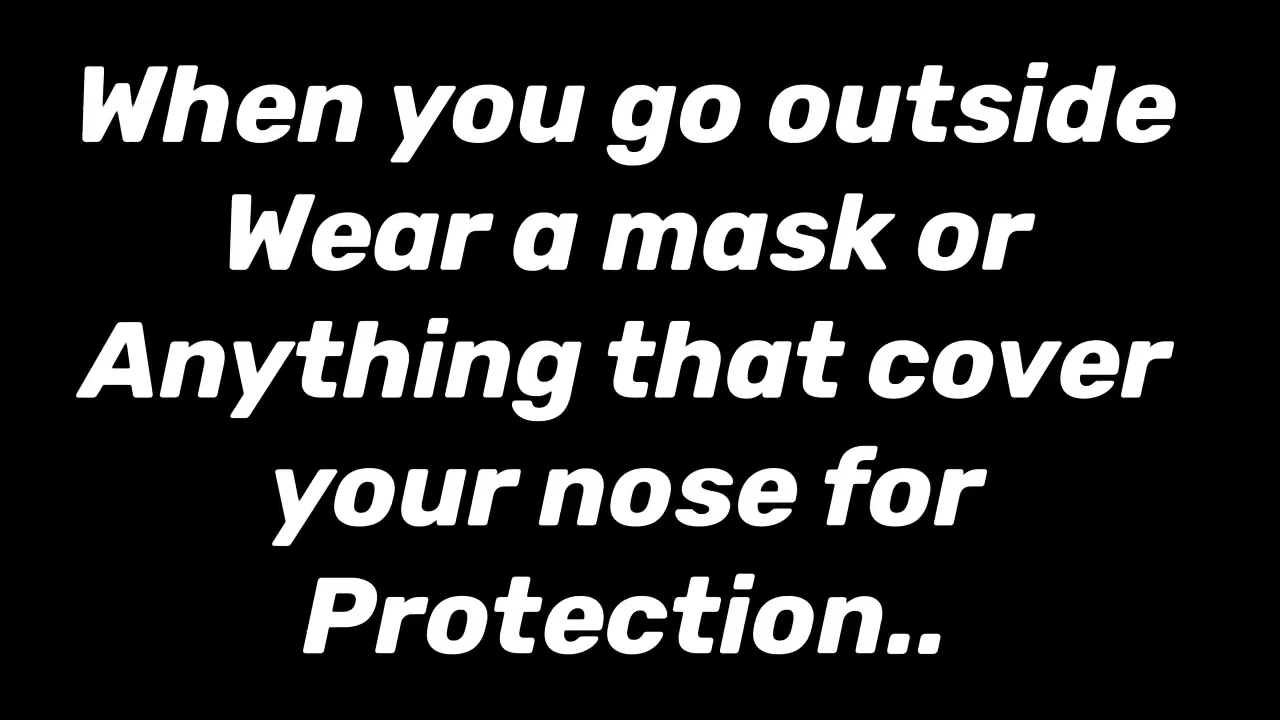 When you go outside
Wear a mask or
Anything that cover
your nose for
Protection..